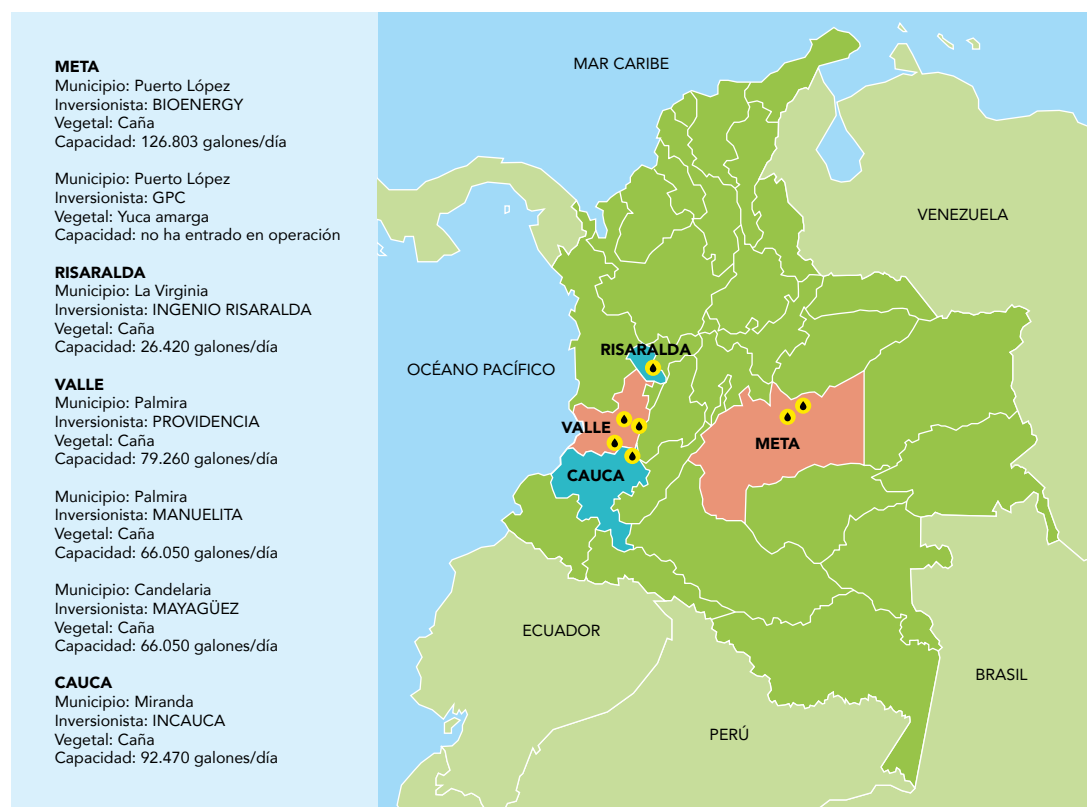 META
Municipio: Puerto López
Inversionista: BIOENERGY
Vegetal: Caña
Capacidad: 126.803 galones/día
Municipio: Puerto López
Inversionista: GPC
Vegetal: Yuca amarga
Capacidad: no ha entrado en operación
RISARALDA
Municipio: La Virginia
Inversionista: INGENIO RISARALDA
Vegetal: Caña
Capacidad: 26.420 galones/día
VALLE
Municipio: Palmira
Inversionista: PROVIDENCIA
Vegetal: Caña
Capacidad: 79.260 galones/día
Municipio: Palmira
Inversionista: MANUELITA
Vegetal: Caña
Capacidad: 66.050 galones/día
Municipio: Candelaria
Inversionista: MAYAGÜEZ
Vegetal: Caña
Capacidad: 66.050 galones/día
CAUCA
Municipio: Miranda
Inversionista: INCAUCA
Vegetal: Caña
Capacidad: 92.470 galones/día
MAR CARIBE
VENEZUELA
RISARALDA
OCÉANO PACÍFICO
VALLE
META
CAUCA
ECUADOR
BRASIL
PERÚ